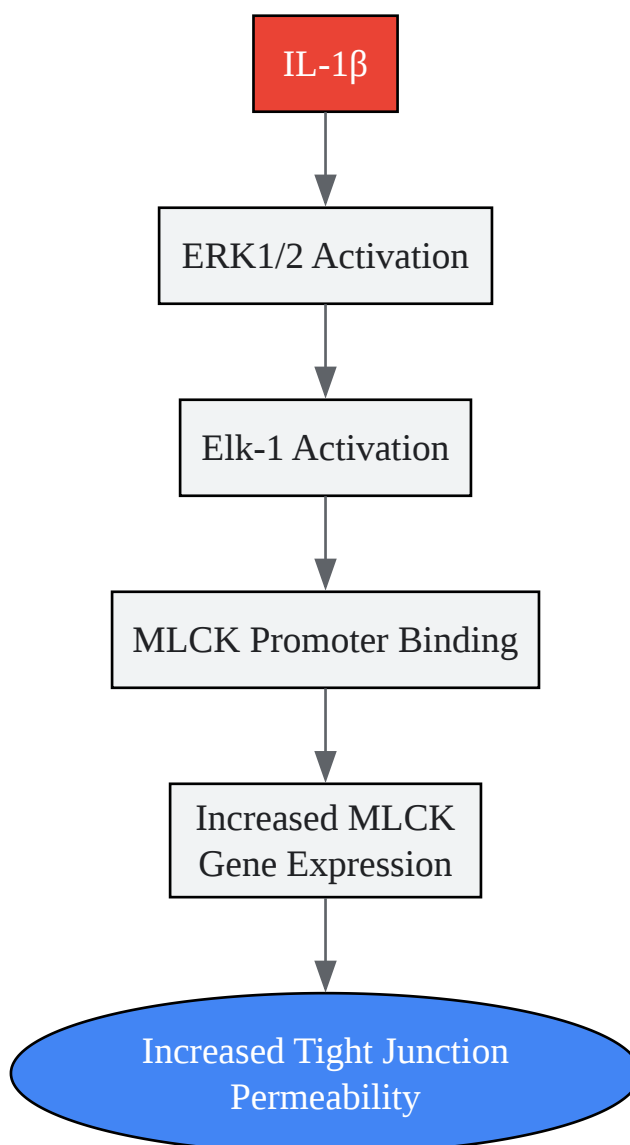 IL-1β
ERK1/2 Activation
Elk-1 Activation
MLCK Promoter Binding
Increased MLCK
Gene Expression
Increased Tight Junction
Permeability